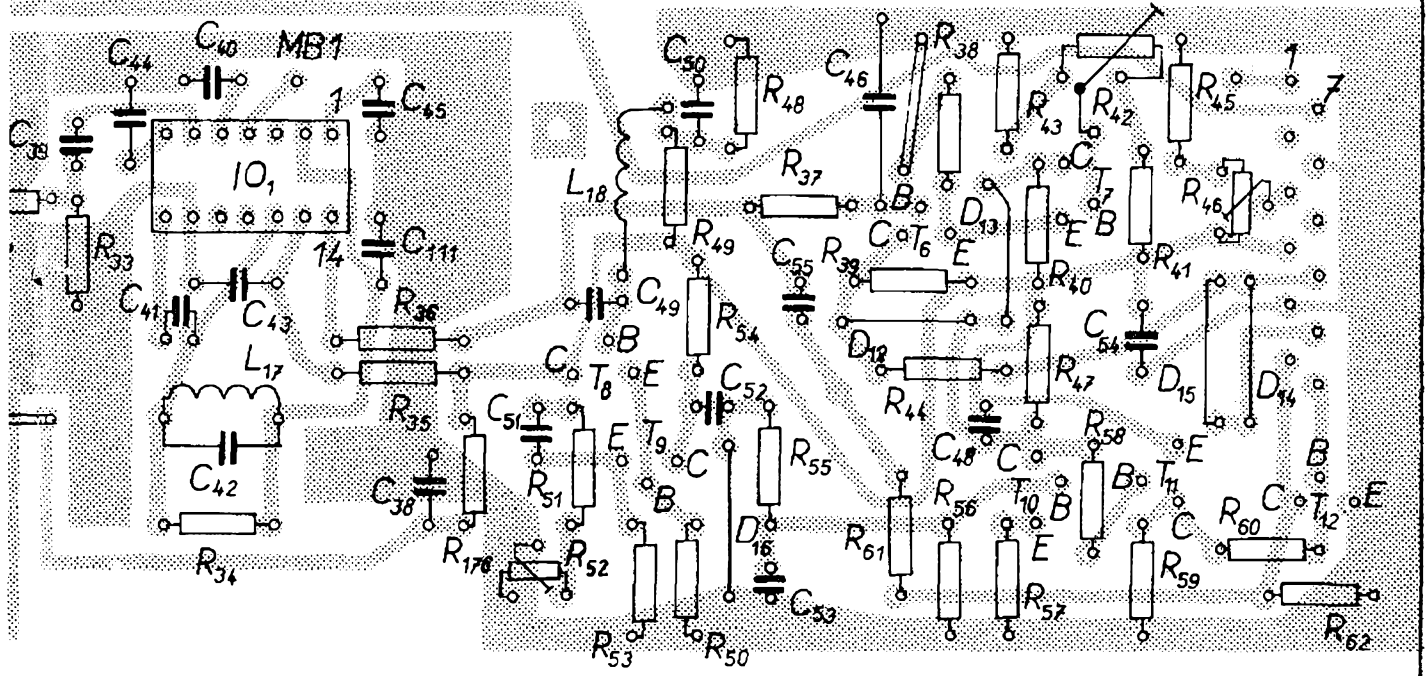 C40
MB1
C44
C50
C46
R38
R48
R43
R42
R45
1
7
1
C45
C39
IO1
C
L18
R37
T7
R46
B
B
D13
E
R33
C T6
E
R49
14
C111
C55
R39
R41
R40
C41
C43
R36
C49
R54
B
C54
D12
L17
C
T8
E
C52
R47
D15
D14
R35
R44
C51
R58
E
E
T9
C
R55
C48
C
B
B
T11
C42
C38
R51
B
R56
T10
B
C
C
T12
E
D16
R61
E
R60
R34
R176
R52
R59
C53
R57
R53
R50
R62